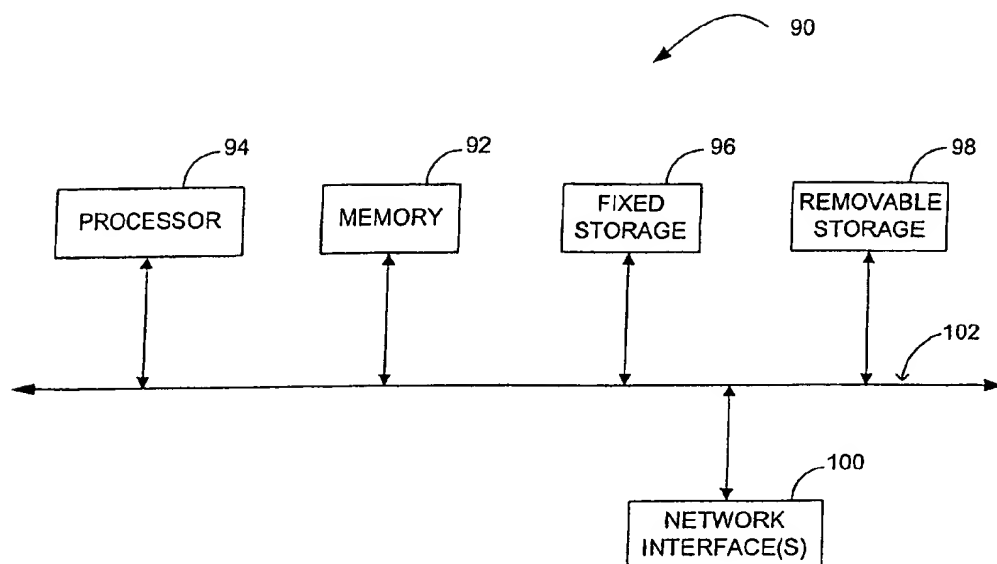 90
94
92
96
98
PROCESSOR
MEMORY
FIXED
STORAGE
REMOVABLE
STORAGE
102
100
NETWORK
INTERFACE(S)